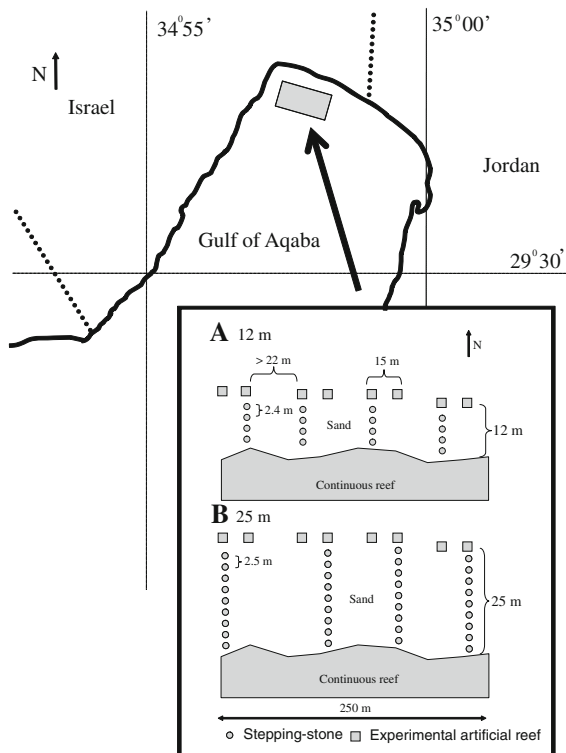 34°55'
35°00'
N
Israel
Jordan
Gulf of Aqaba
29°30'
A 12 m
N
> 22 m
15 m
2.4 m
Sand
12 m
Continuous reef
B 25 m
2.5 m
Sand
25 m
Continuous reef
250 m
Stepping-stone
Experimental artificial reef